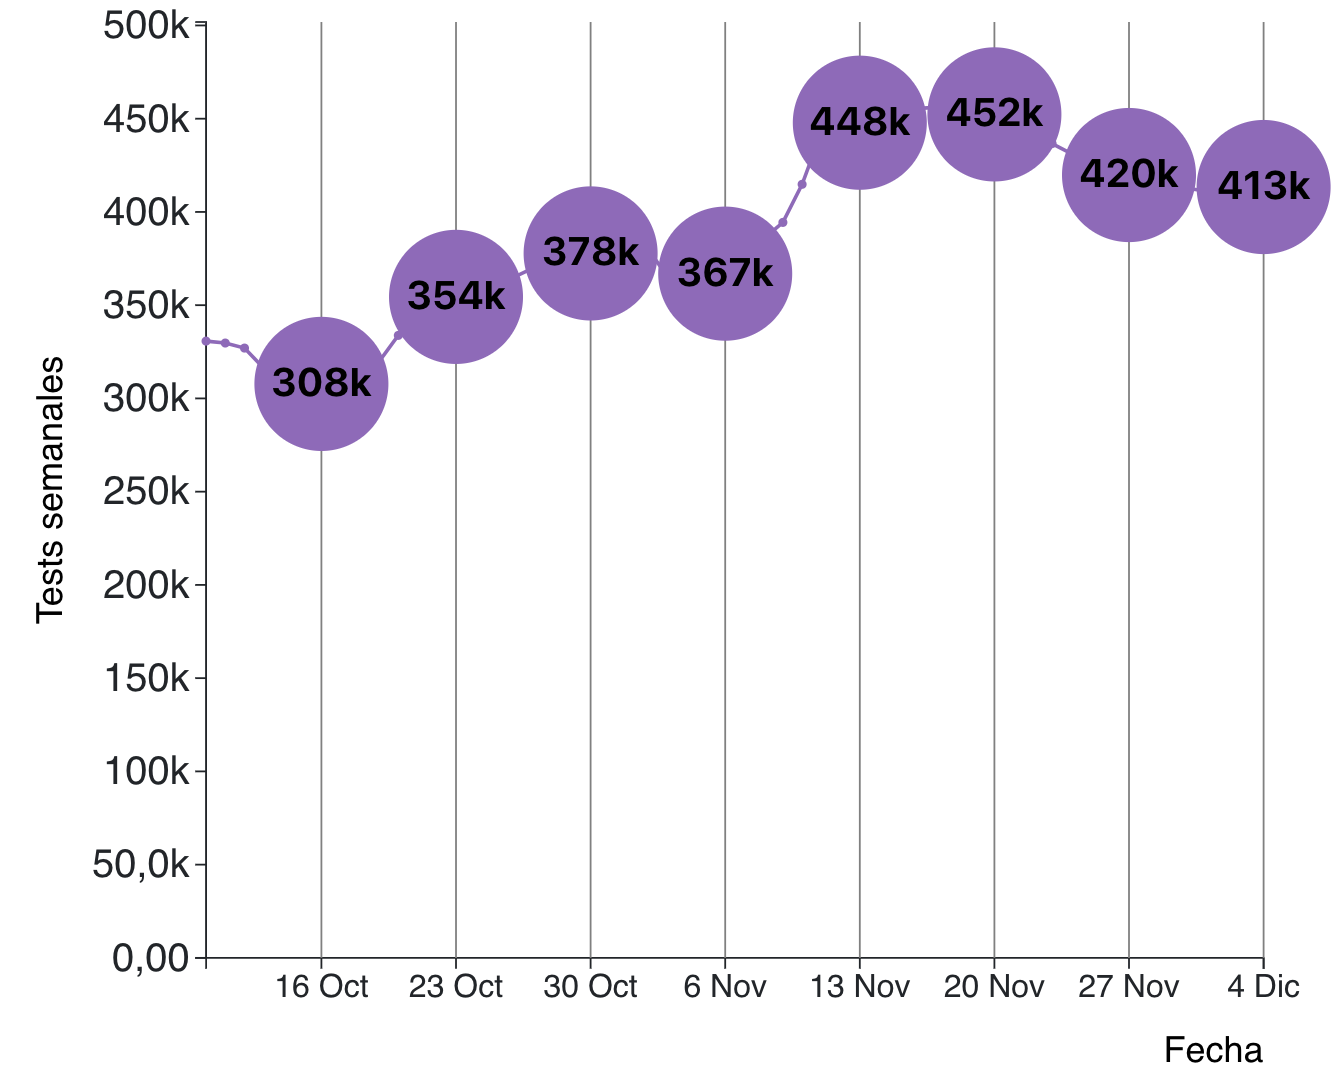 500k
450k
400k
350k
300k
250k
200k
150k
100k
50,0k
0,00
Tests semanales
308k
354k
378k
367k
448k
452k
420k
413k
16 Oct
23 Oct
30 Oct
6 Nov
13 Nov
20 Nov
27 Nov
4 Dic
Fecha